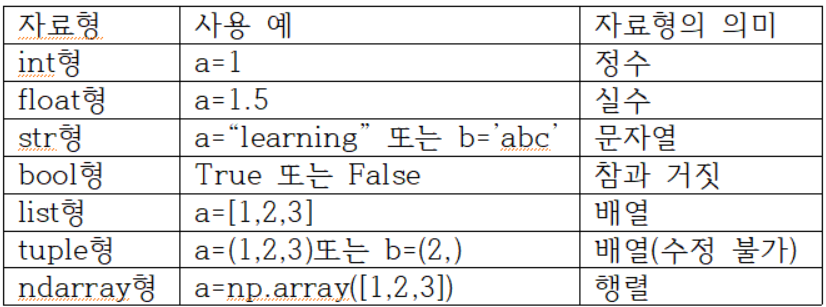 자료형 사용 예 자료형의 의미
int형 a=1 정수
float형 a=1.5 실수
str형 a=“learning” 또는 b='abc' 문자열
bool형 True 또는 False 참과 거짓
list형 a=[1,2,3] 배열
tuple형 a=(1,2,3)또는 b=(2,) 배열(수정 불가)
ndarray형 a=np.array([1,2,3]) 행렬